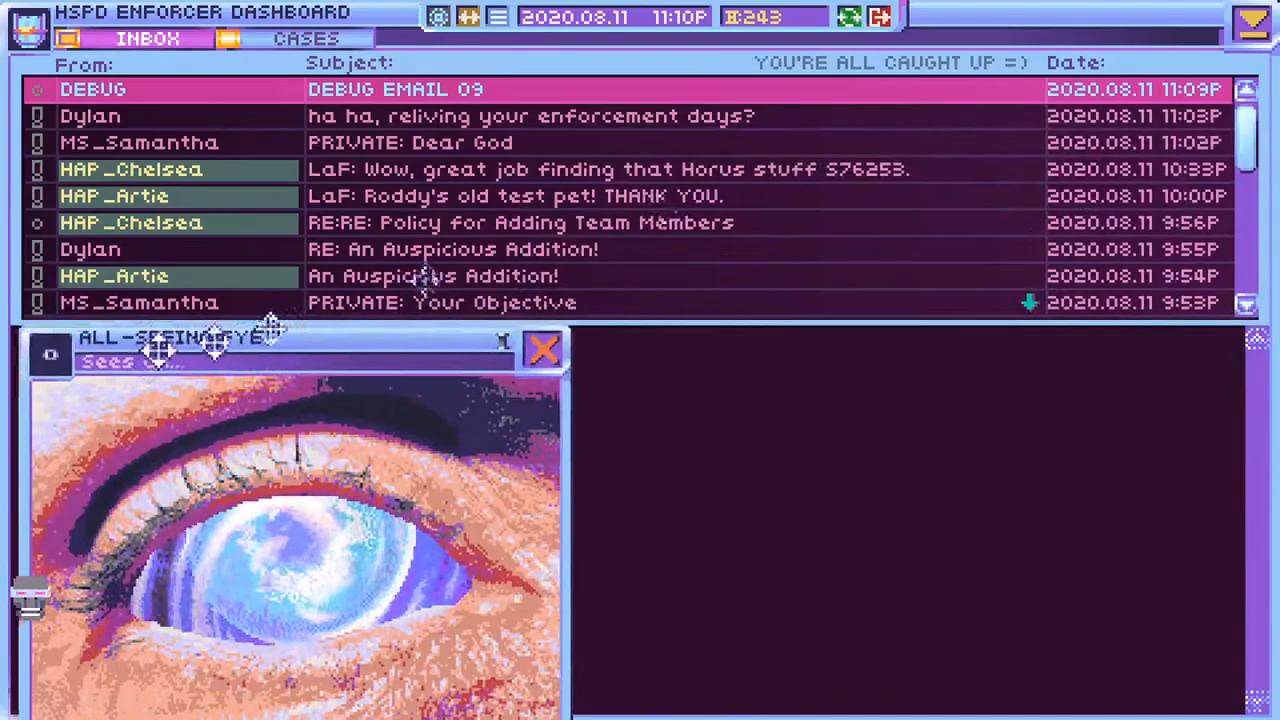 HSPD ENFORCER DASHBOARD
2020.08.11 11:10P
243
INBOX
CASES
From:
Subject:
YOU'RE ALL CAUGHT UP =)
Date:
DEBUG
DEBUG EMAIL 09
2020.08.11 11:09P
Dylan
ha ha, reliving your enforcement days?
2020.08.11 11:03P
MS_Samantha
PRIVATE: Dear God
2020.08.11 11:02P
HAP_Chelsea
LaF: Wow, great job finding that Horus stuff S76253.
2020.08.11 10:33P
HAP_Artie
LaF: Roddy's old test pet! THANK YOU.
2020.08.11 10:00P
HAP_Chelsea
RE:RE: Policy for Adding Team Members
2020.08.11 9:56P
Dylan
RE: An Auspicious Addition!
2020.08.11 9:55P
HAP_Artie
An Auspicious Addition!
2020.08.11 9:54P
MS_Samantha
PRIVATE: Your Objective
2020.08.11 9:53P
ALL-SEEING EYE
Sees